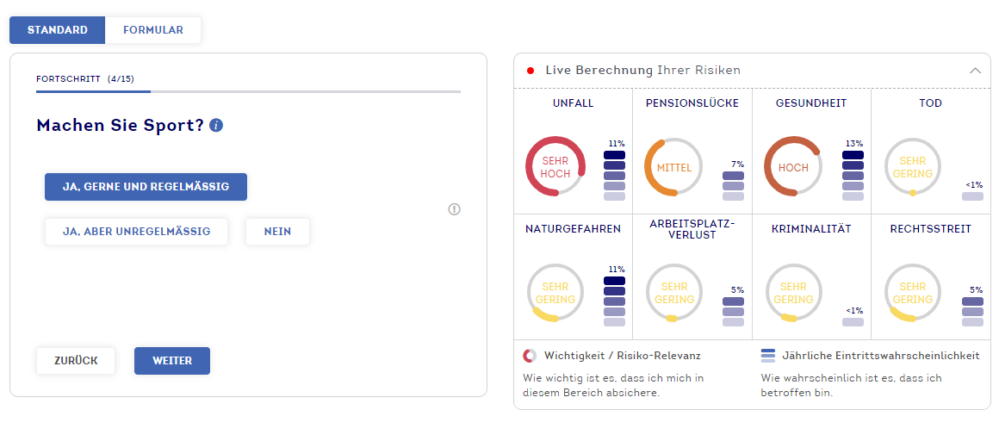 STANDARD
FORMULAR
FORTSCHRITT (4/15)
Machen Sie Sport? i
JA, GERNE UND REGELMÄSSIG
JA, ABER UNREGELMÄSSIG
NEIN
ZURÜCK
WEITER
Live Berechnung Ihrer Risiken
UNFALL
SEHR
HOCH
11%
PENSIONSLÜCKE
MITTEL
7%
GESUNDHEIT
HOCH
13%
TOD
SEHR
GERING
<1%
NATURGEFAHREN
SEHR
GERING
11%
ARBEITSPLATZ-
VERLUST
SEHR
GERING
5%
KRIMINALITÄT
SEHR
GERING
<1%
RECHTSSTREIT
SEHR
GERING
5%
Wichtigkeit / Risiko-Relevanz
Wie wichtig ist es, dass ich mich in
diesem Bereich absichere.
Jährliche Eintrittswahrscheinlichkeit
Wie wahrscheinlich ist es, dass ich
betroffen bin.